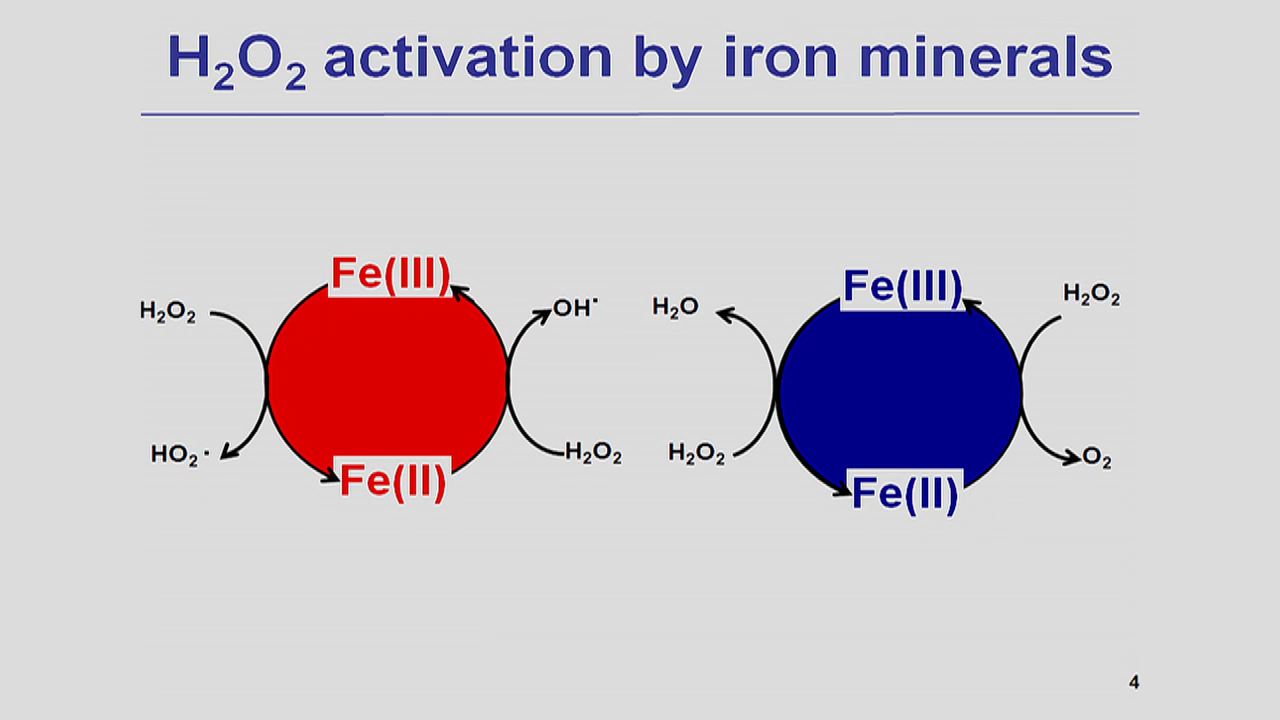 H₂O₂ activation by iron minerals
Fe(III)
H₂O₂
OH˙
HO₂·
H₂O₂
Fe(II)
Fe(III)
H₂O
H₂O₂
H₂O₂
O₂
Fe(II)
4